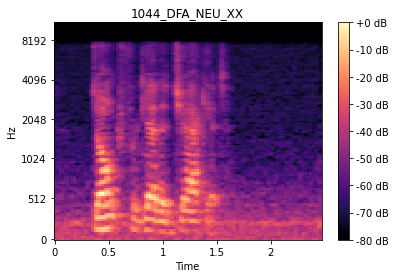 1044_DFA_NEU_XX
8192
4096
2048
1024
512
0
Hz
0
0.5
1
1.5
2
Time
+0 dB
-10 dB
-20 dB
-30 dB
-40 dB
-50 dB
-60 dB
-70 dB
-80 dB